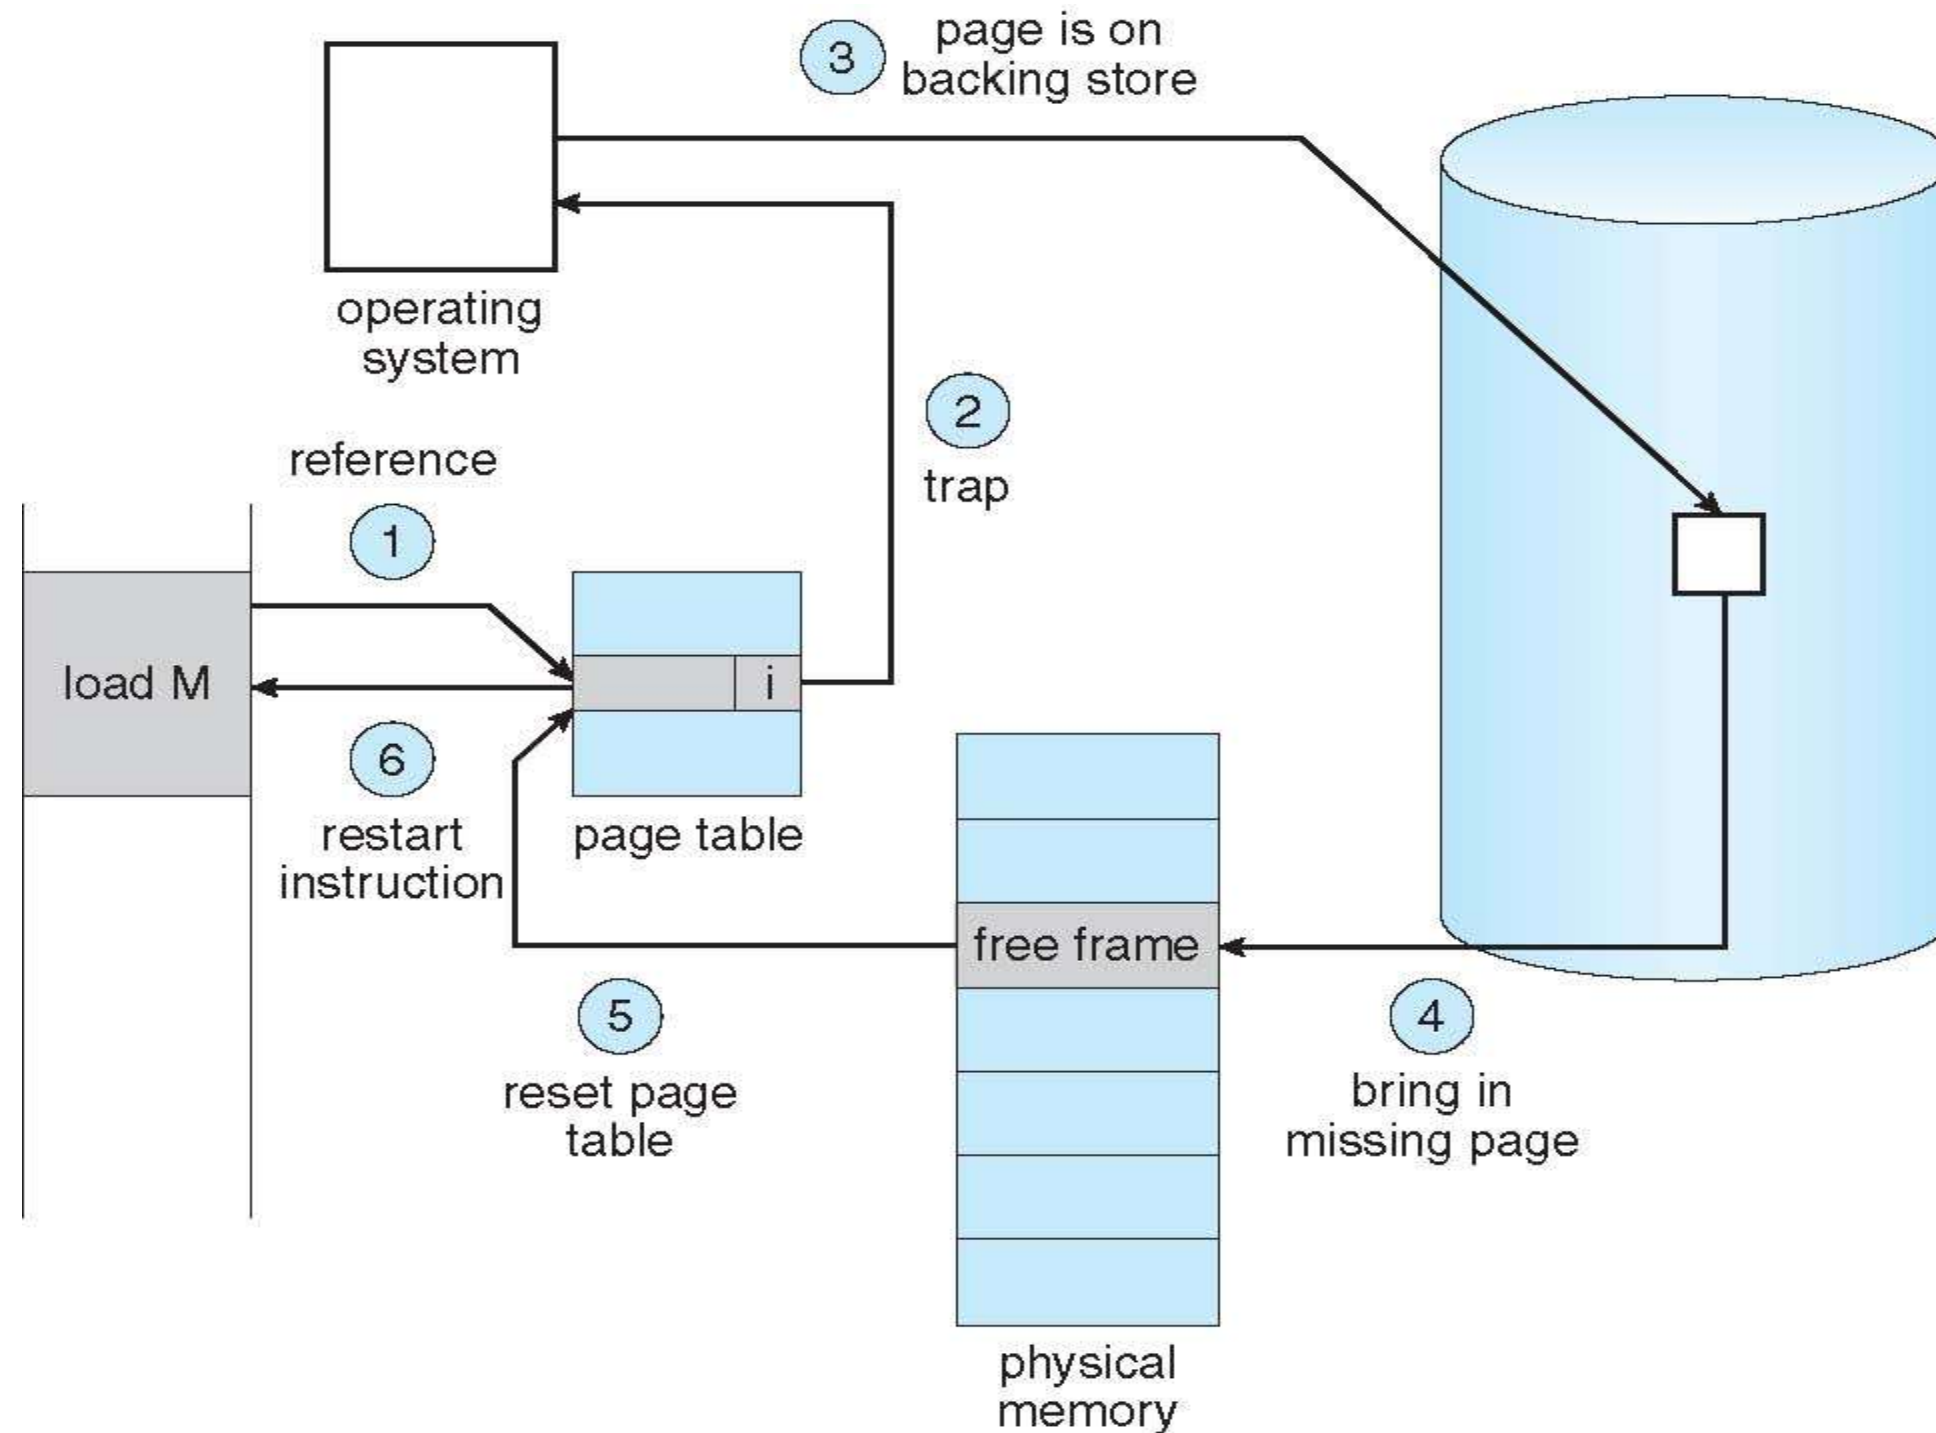 3
page is on
backing store
operating
system
2
trap
reference
1
load M
i
6
restart
instruction
page table
free frame
5
reset page
table
4
bring in
missing page
physical
memory